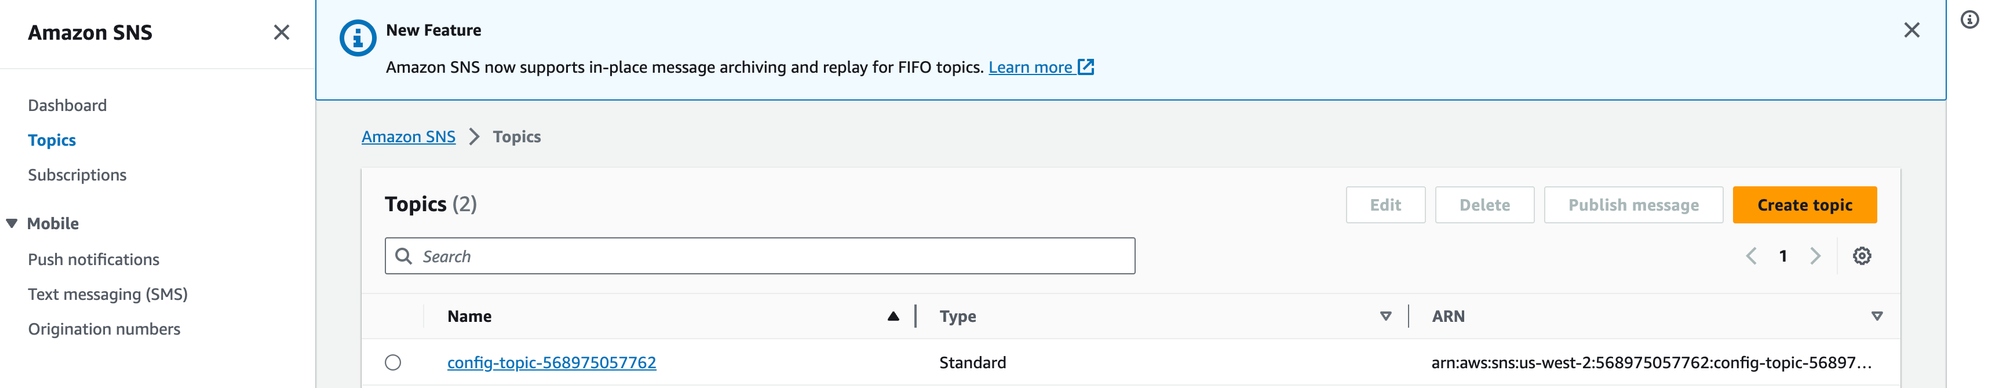 Amazon SNS
New Feature
Amazon SNS now supports in-place message archiving and replay for FIFO topics. Learn more
Dashboard
Topics
Subscriptions
Mobile
Push notifications
Text messaging (SMS)
Origination numbers
Amazon SNS > Topics
Topics (2)
Edit
Delete
Publish message
Create topic
Search
1
Name
Type
ARN
config-topic-568975057762
Standard
arn:aws:sns:us-west-2:568975057762:config-topic-56897...